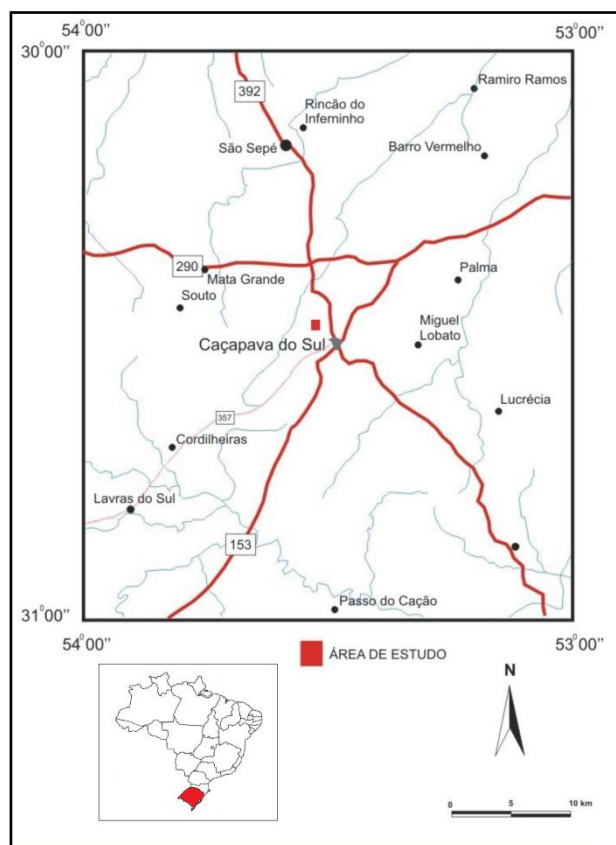 54°00''
53°00''
30°00''
392
Ramiro Ramos
Rincão do
Inferninho
São Sepé
Barro Vermelho
290
Mata Grande
Palma
Souto
Miguel
Lobato
Caçapava do Sul
Lucrécia
357
Cordilheiras
Lavras do Sul
153
Passo do Cação
31°00''
54°00''
53°00''
ÁREA DE ESTUDO
N
0 5 10 km